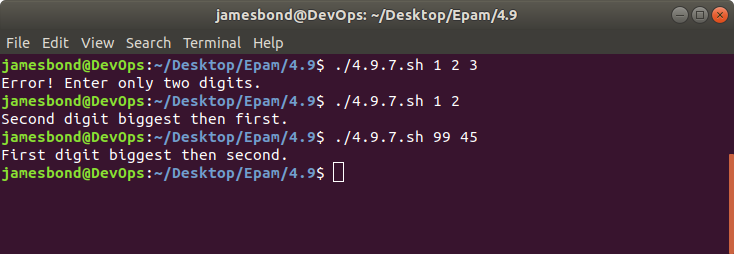 jamesbond@DevOps: ~/Desktop/Epam/4.9
File Edit View Search Terminal Help
jamesbond@DevOps:~/Desktop/Epam/4.9$ ./4.9.7.sh 1 2 3
Error! Enter only two digits.
jamesbond@DevOps:~/Desktop/Epam/4.9$ ./4.9.7.sh 1 2
Second digit biggest then first.
jamesbond@DevOps:~/Desktop/Epam/4.9$ ./4.9.7.sh 99 45
First digit biggest then second.
jamesbond@DevOps:~/Desktop/Epam/4.9$